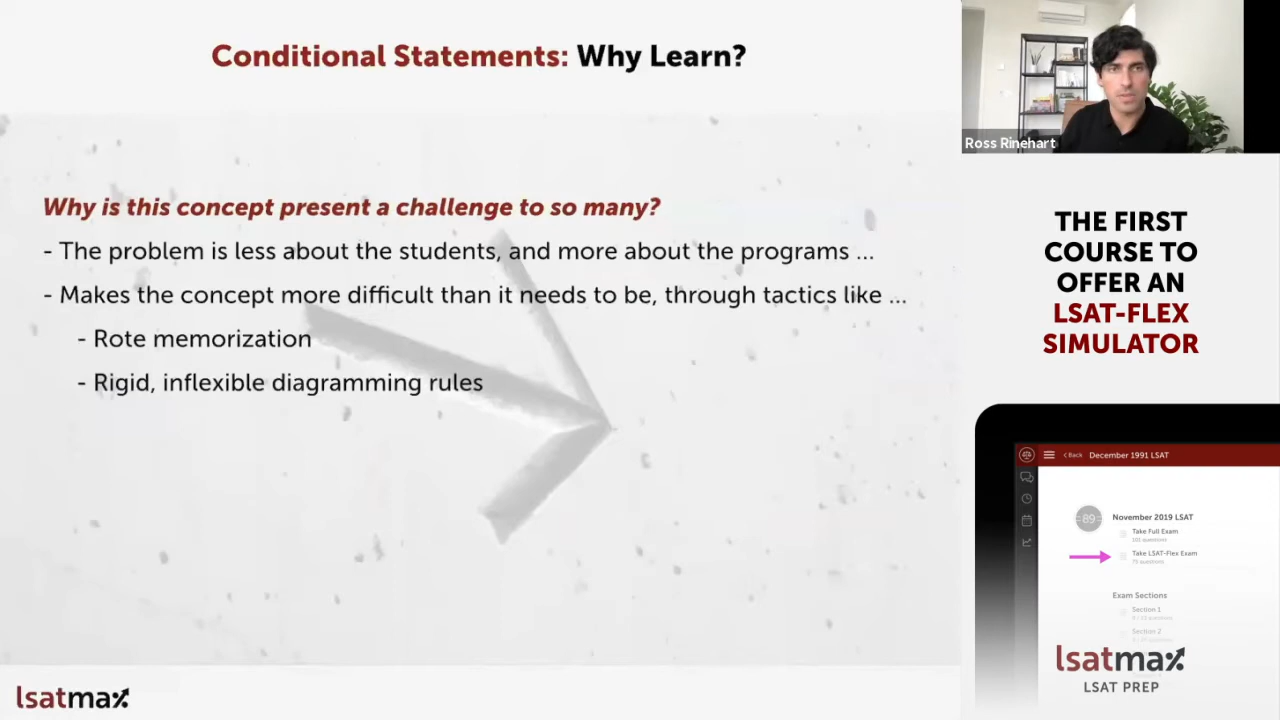 Conditional Statements: Why Learn?
Why is this concept present a challenge to so many?
- The problem is less about the students, and more about the programs ...
- Makes the concept more difficult than it needs to be, through tactics like ...
- Rote memorization
- Rigid, inflexible diagramming rules
lsatmax
Ross Rinehart
THE FIRST
COURSE TO
OFFER AN
LSAT-FLEX
SIMULATOR
< Back December 1991 LSAT
89
November 2019 LSAT
Take Full Exam
101 questions
Take LSAT-Flex Exam
Exam Sections
Section 1
Section 2
lsatmax
LSAT PREP